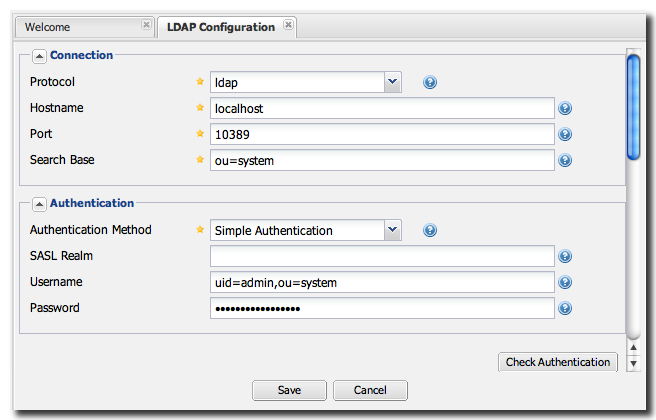 Welcome LDAP Configuration
Connection
Protocol ldap
Hostname localhost
Port 10389
Search Base ou=system
Authentication
Authentication Method Simple Authentication
SASL Realm
Username uid=admin,ou=system
Password •••••••••••••••••
Check Authentication
Save Cancel